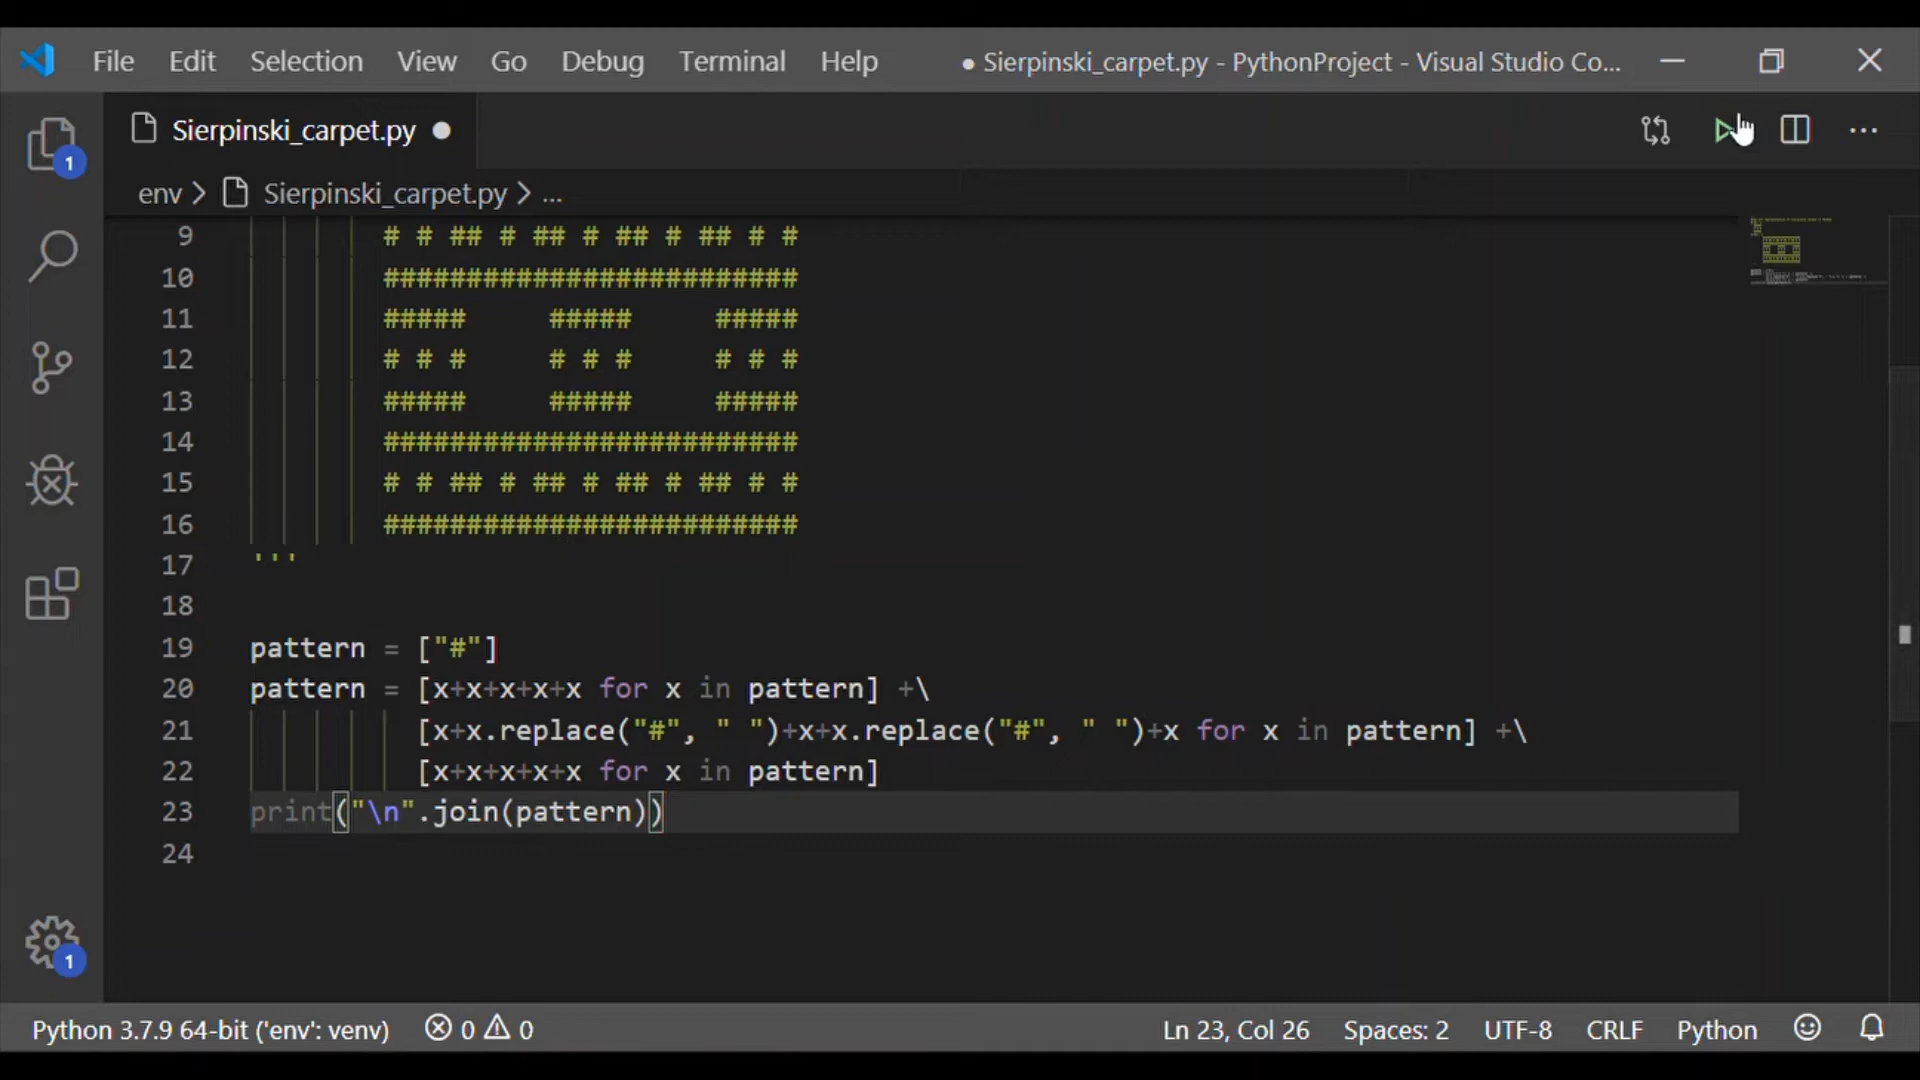 File Edit Selection View Go Debug Terminal Help ● Sierpinski_carpet.py - PythonProject - Visual Studio Co...
Sierpinski_carpet.py ●
1
env > Sierpinski_carpet.py > ...
9 # # ## # ## # ## # ## # #
10 #########################
11 #####     #####     #####
12 # # #     # # #     # # #
13 #####     #####     #####
14 #########################
15 # # ## # ## # ## # ## # #
16 #########################
17 '''
18
19 pattern = ["#"]
20 pattern = [x+x+x+x+x for x in pattern] +\
21 [x+x.replace("#", " ")+x+x.replace("#", " ")+x for x in pattern] +\
22 [x+x+x+x+x for x in pattern]
23 print("\n".join(pattern))
24
1
Python 3.7.9 64-bit ('env': venv) 0 0 Ln 23, Col 26 Spaces: 2 UTF-8 CRLF Python